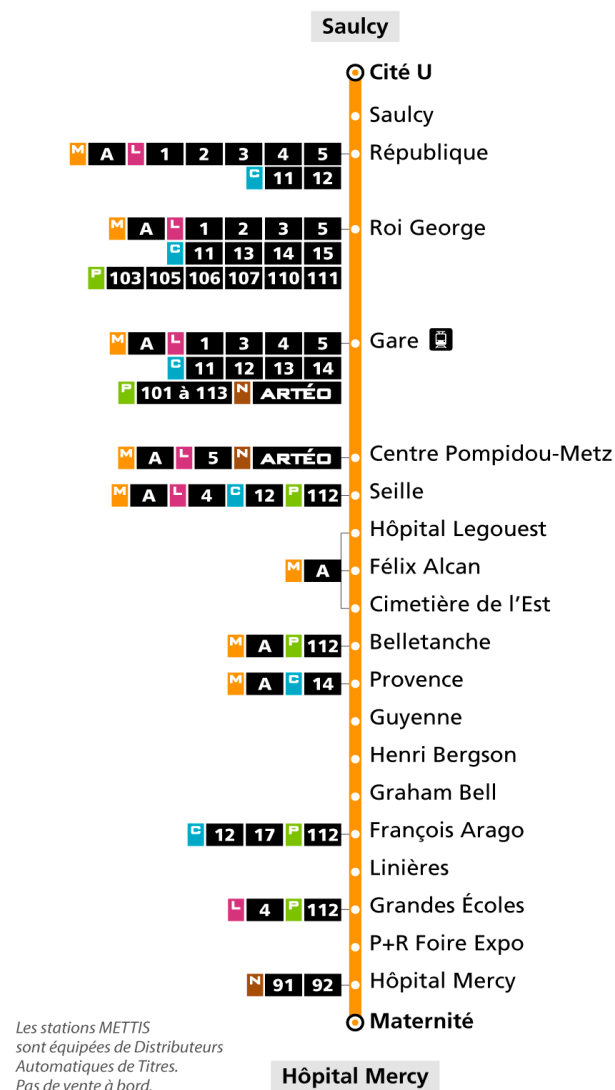 Saulcy
Cité U
Saulcy
M A L 1 2 3 4 5 République
C 11 12
M A L 1 2 3 5 Roi George
C 11 13 14 15
P 103 105 106 107 110 111
M A L 1 3 4 5 Gare
C 11 12 13 14
P 101 à 113 N ARTÉO
M A L 5 N ARTÉO Centre Pompidou-Metz
M A L 4 C 12 P 112 Seille
Hôpital Legouest
M A Félix Alcan
Cimetière de l'Est
M A P 112 Belletanche
M A C 14 Provence
Guyenne
Henri Bergson
Graham Bell
C 12 17 P 112 François Arago
Linières
L 4 P 112 Grandes Écoles
P+R Foire Expo
N 91 92 Hôpital Mercy
Maternité
Les stations METTIS
sont équipées de Distributeurs
Automatiques de Titres.
Pas de vente à bord.
Hôpital Mercy